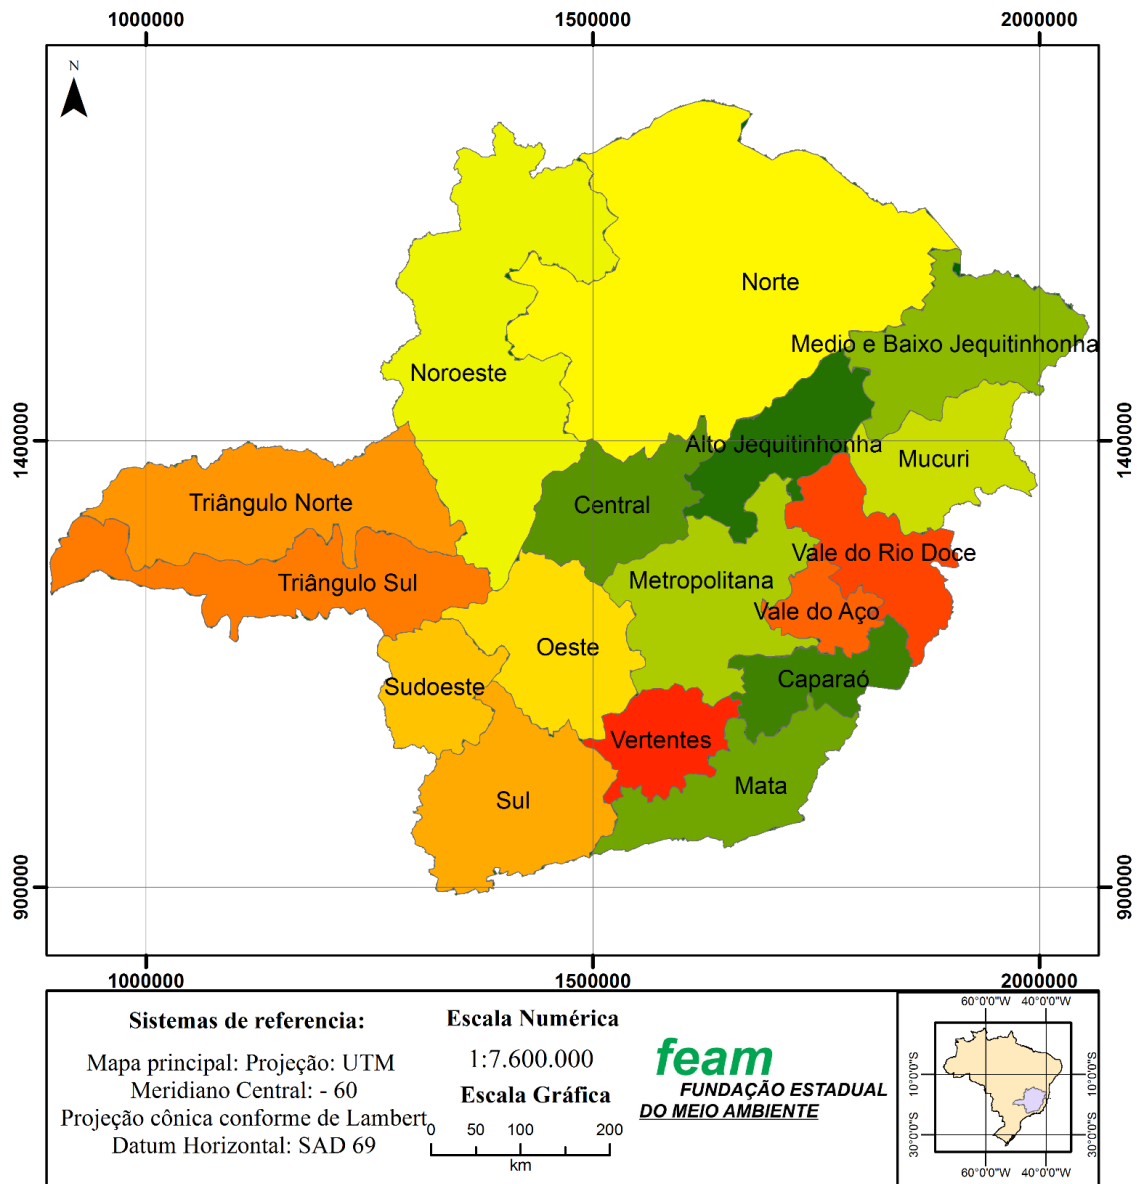 1000000 1500000 2000000
N
Norte
Medio e Baixo Jequitinhonha
Noroeste
1400000 1400000
Alto Jequitinhonha
Mucuri
Triângulo Norte
Central
Vale do Rio Doce
Triângulo Sul
Metropolitana
Vale do Aço
Oeste
Caparaó
Sudoeste
Vertentes
Mata
Sul
900000 900000
1000000 1500000 2000000
Sistemas de referencia:
Mapa principal: Projeção: UTM
Meridiano Central: - 60
Projeção cônica conforme de Lambert
Datum Horizontal: SAD 69
Escala Numérica
1:7.600.000
Escala Gráfica
0 50 100 200
km
feam
FUNDAÇÃO ESTADUAL
DO MEIO AMBIENTE
60°0'0"W 40°0'0"W
10°0'0"S 10°0'0"S
30°0'0"S 30°0'0"S
60°0'0"W 40°0'0"W